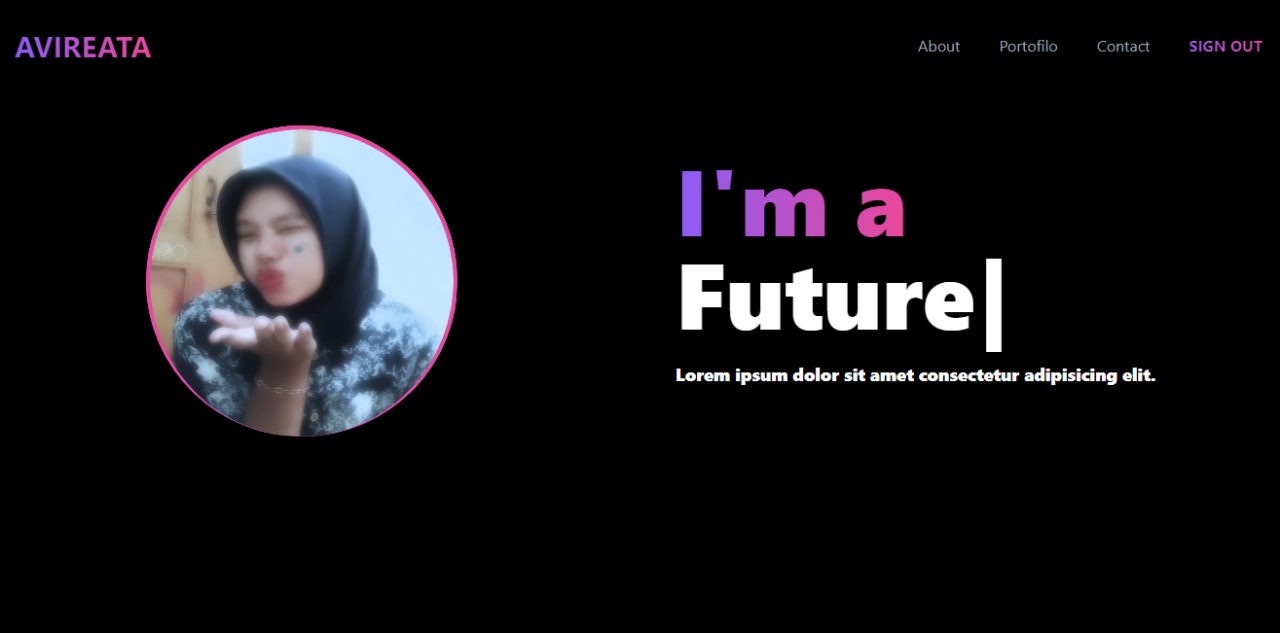 AVIREATA
About
Portofilo
Contact
SIGN OUT
I'm a
Future|
Lorem ipsum dolor sit amet consectetur adipisicing elit.